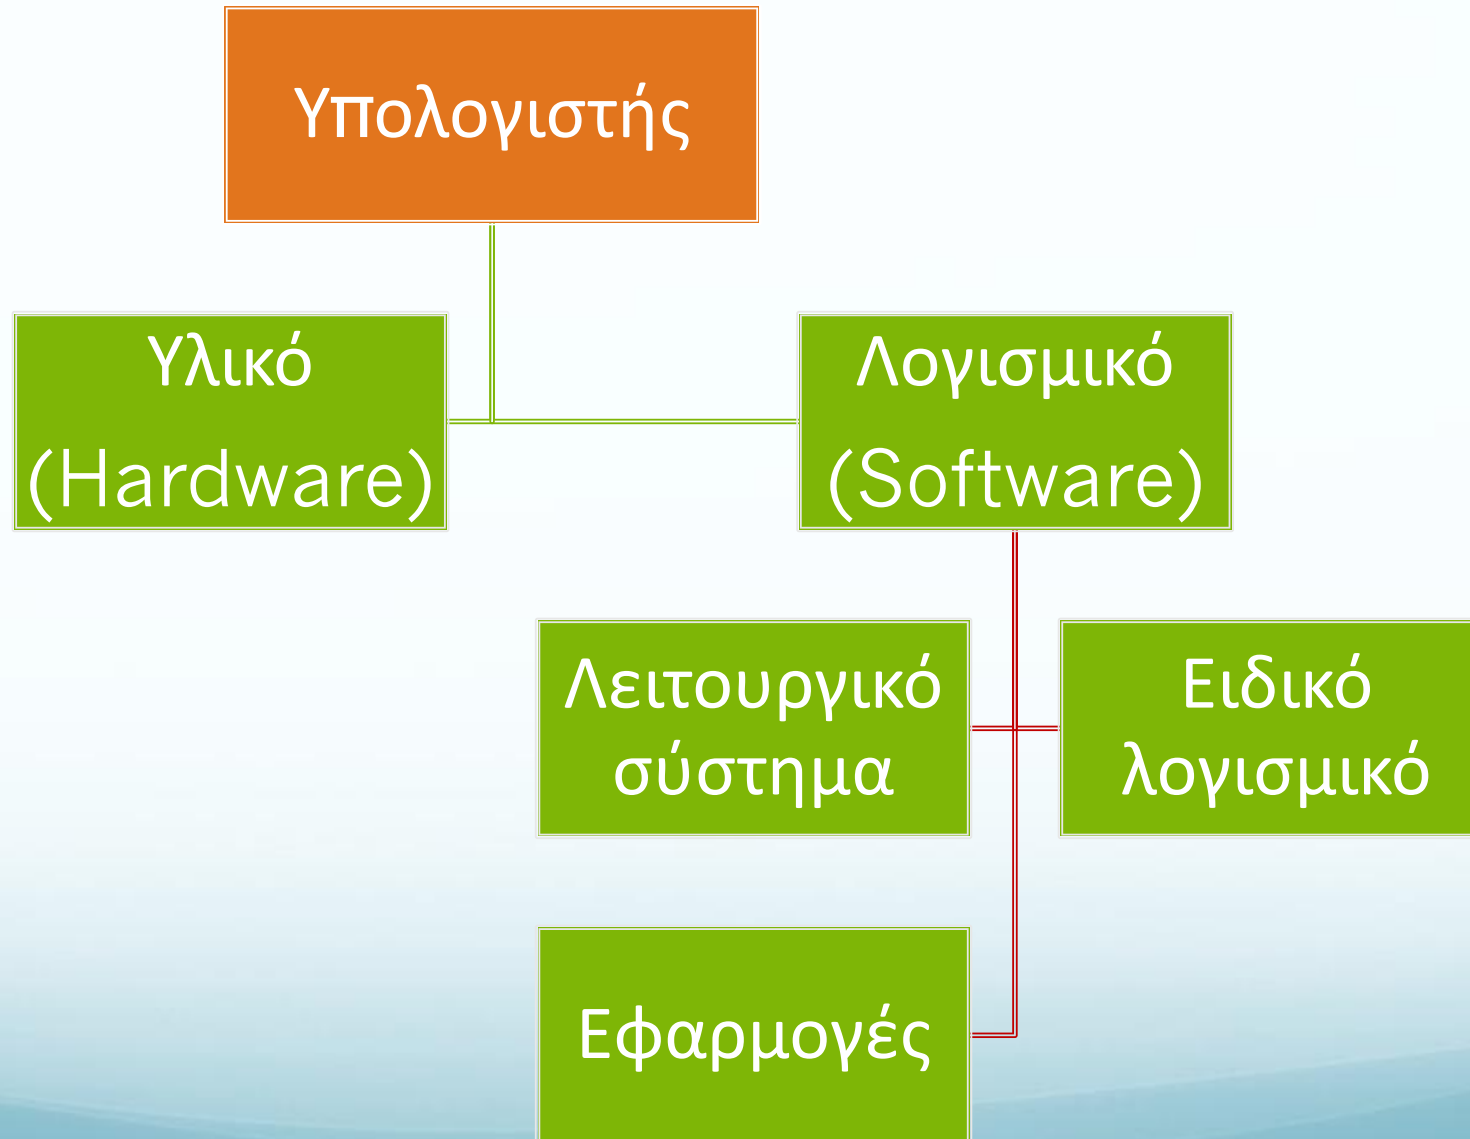 Υπολογιστής
Υλικό
(Hardware)
Λογισμικό
(Software)
Λειτουργικό
σύστημα
Ειδικό
λογισμικό
Εφαρμογές